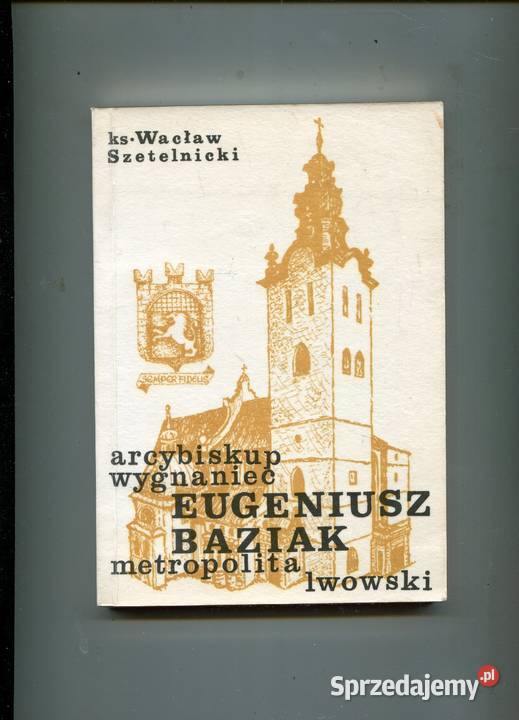 ks·Wacław
Szetelnicki
SEMPER FIDELIS
arcybiskup
wygnaniec
EUGENIUSZ
BAZIAK
metropolita
lwowski
Sprzedajemy.pl